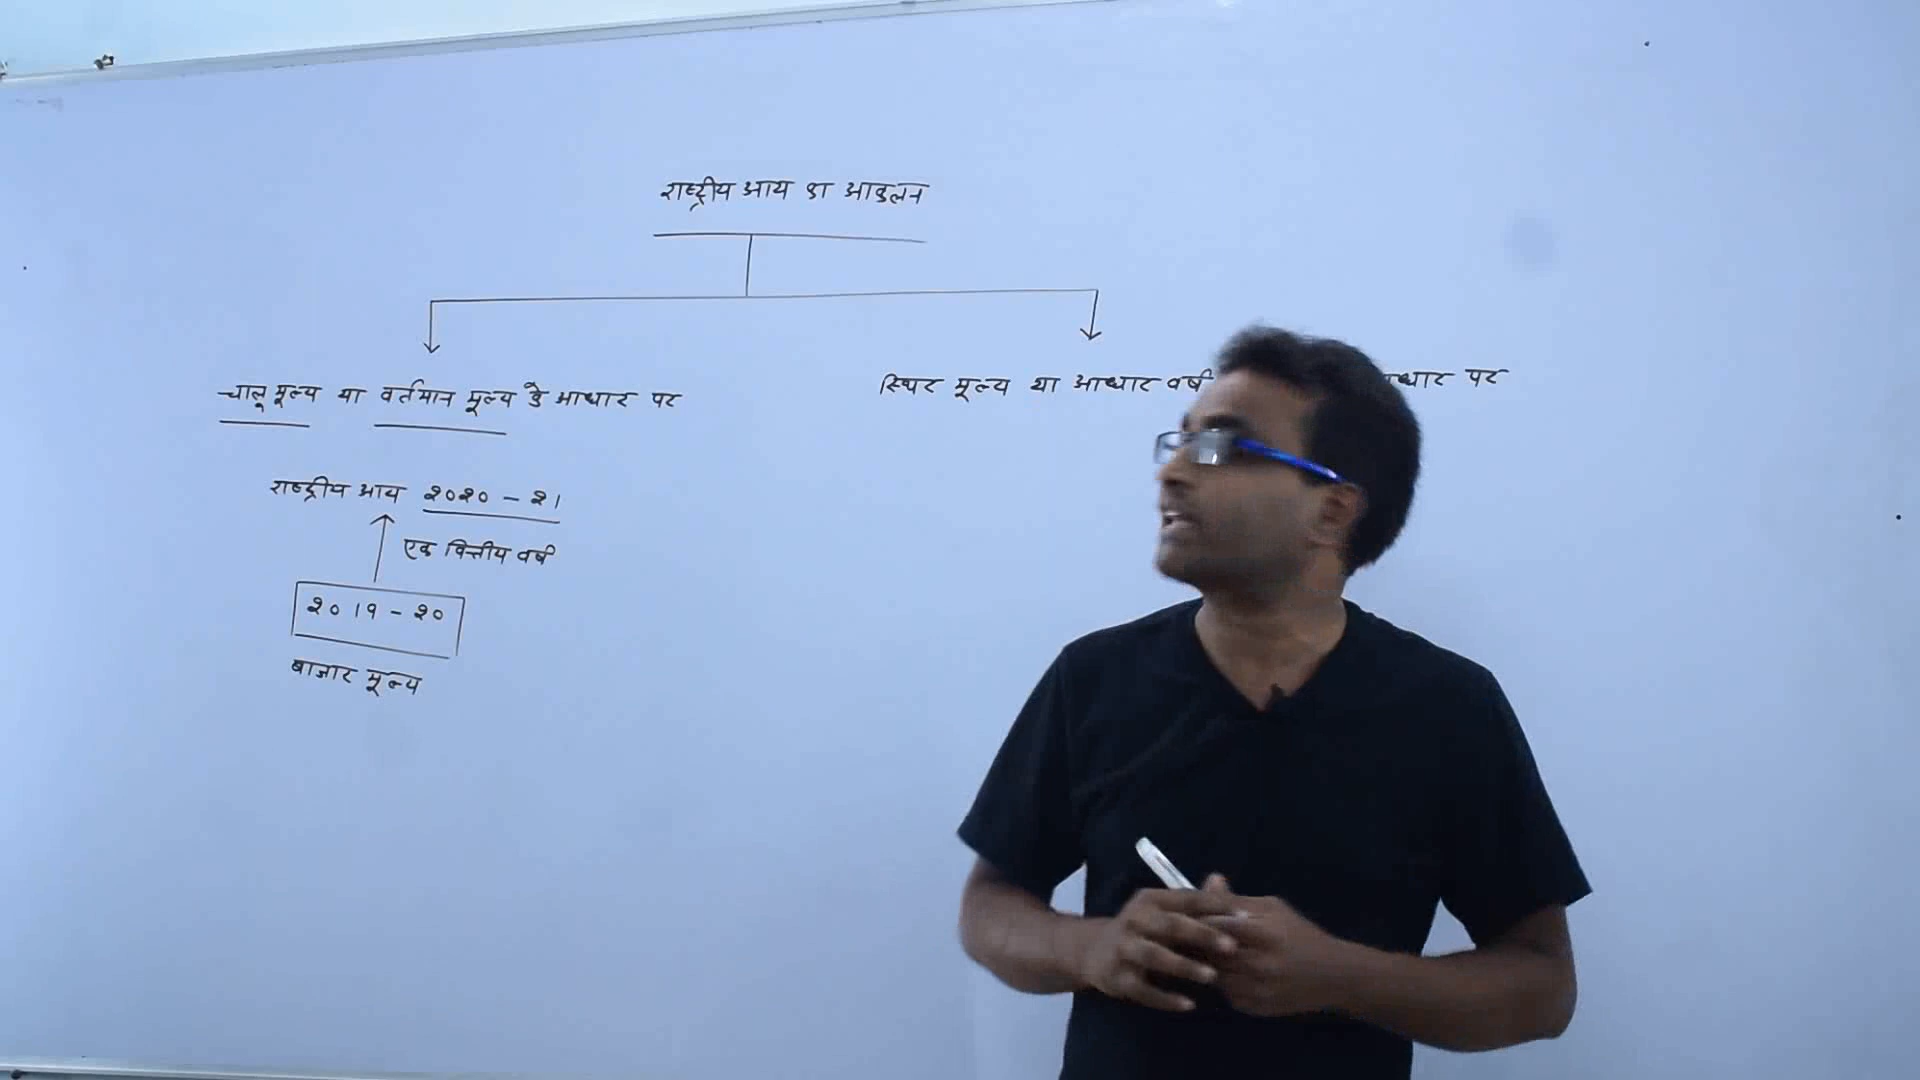 राष्ट्रीय आय का आकलन
चालू मूल्य या वर्तमान मूल्य के आधार पर
स्थिर मूल्य या आधार वर्ष आधार पर
राष्ट्रीय आय २०२० - २१
एक वित्तीय वर्ष
२०१९ - २०
बाजार मूल्य